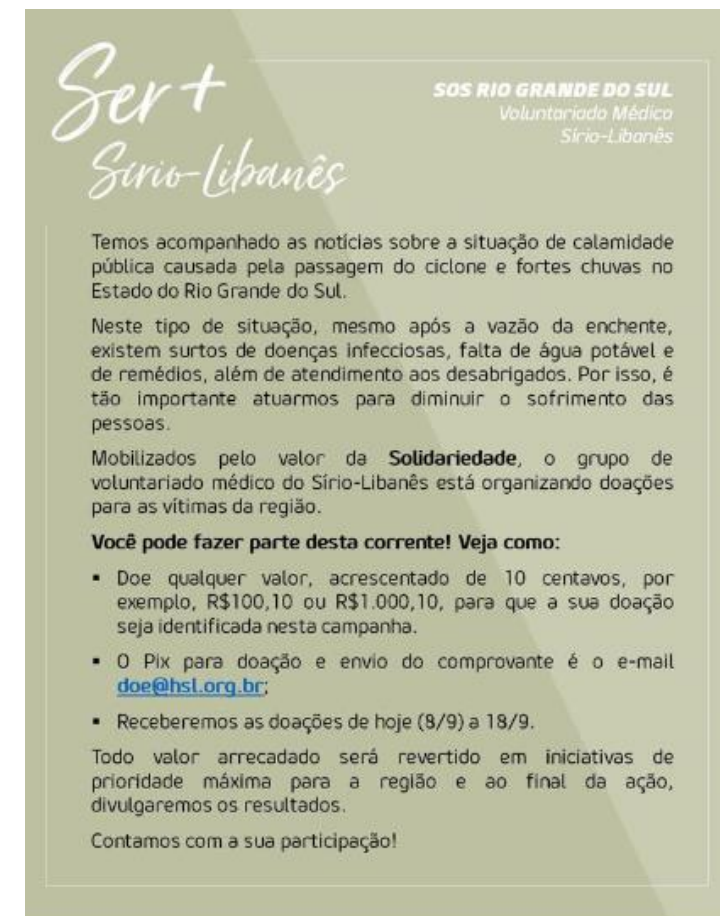 Ser+
Sírio-Libanês
SOS RIO GRANDE DO SUL
Voluntariado Médico
Sírio-Libanês
Temos acompanhado as notícias sobre a situação de calamidade
pública causada pela passagem do ciclone e fortes chuvas no
Estado do Rio Grande do Sul.
Neste tipo de situação, mesmo após a vazão da enchente,
existem surtos de doenças infecciosas, falta de água potável e
de remédios, além de atendimento aos desabrigados. Por isso, é
tão importante atuarmos para diminuir o sofrimento das
pessoas.
Mobilizados pelo valor da Solidariedade, o grupo de
voluntariado médico do Sírio-Libanês está organizando doações
para as vítimas da região.
Você pode fazer parte desta corrente! Veja como:
▪ Doe qualquer valor, acrescentado de 10 centavos, por
exemplo, R$100,10 ou R$1.000,10, para que a sua doação
seja identificada nesta campanha.
▪ O Pix para doação e envio do comprovante é o e-mail
doe@hsl.org.br;
▪ Receberemos as doações de hoje (8/9) a 18/9.
Todo valor arrecadado será revertido em iniciativas de
prioridade máxima para a região e ao final da ação,
divulgaremos os resultados.
Contamos com a sua participação!